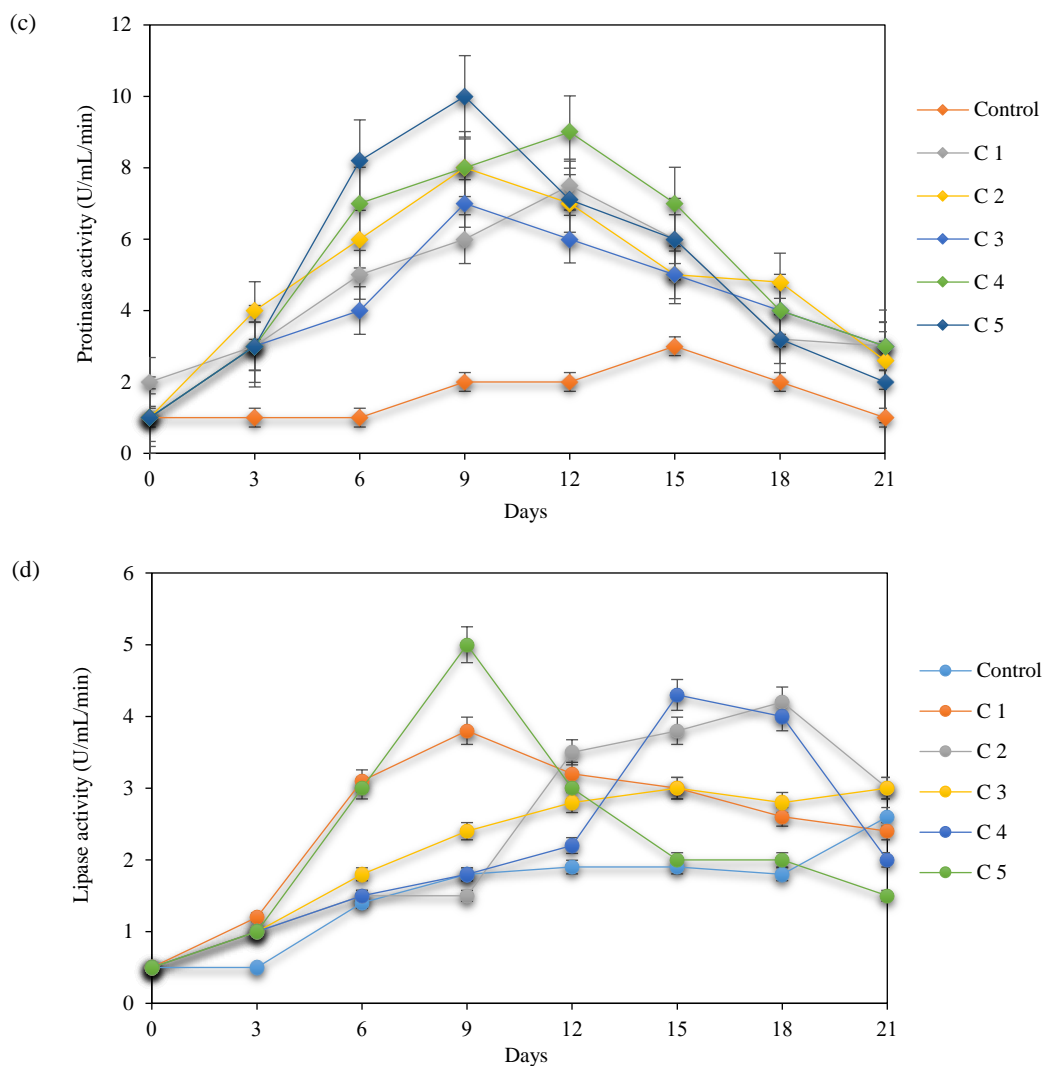 (c)
12
10
8
6
4
2
0
Protinase activity (U/mL/min)
0 3 6 9 12 15 18 21
Days
Control
C 1
C 2
C 3
C 4
C 5
(d)
6
5
4
3
2
1
0
Lipase activity (U/mL/min)
0 3 6 9 12 15 18 21
Days
Control
C 1
C 2
C 3
C 4
C 5